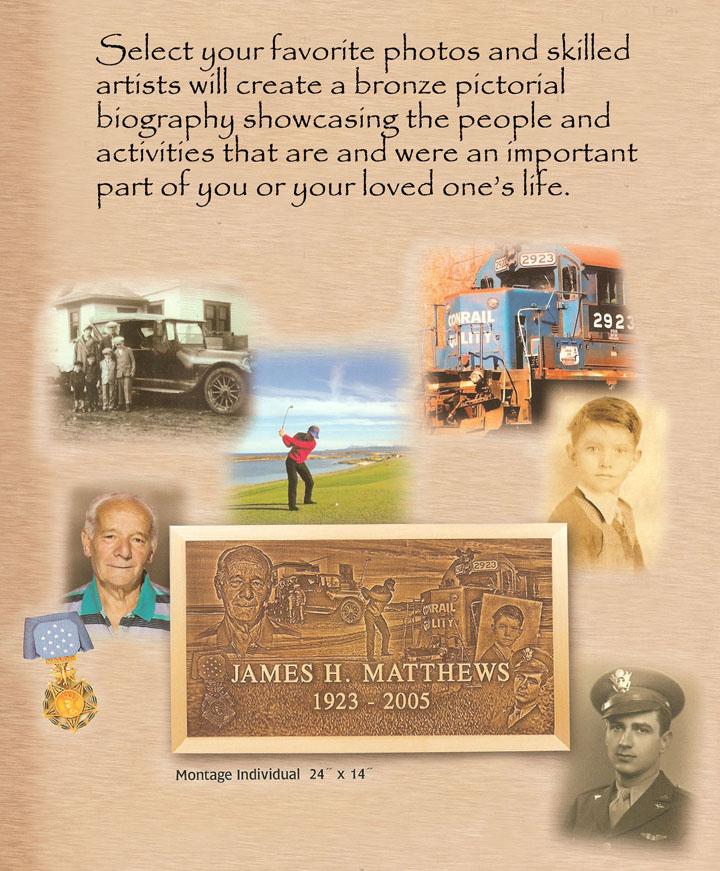 Select your favorite photos and skilled
artists will create a bronze pictorial
biography showcasing the people and
activities that are and were an important
part of you or your loved one's life.
2923
CONRAIL
2923
2923
JAMES H. MATTHEWS
1923 - 2005
Montage Individual 24˝ x 14˝